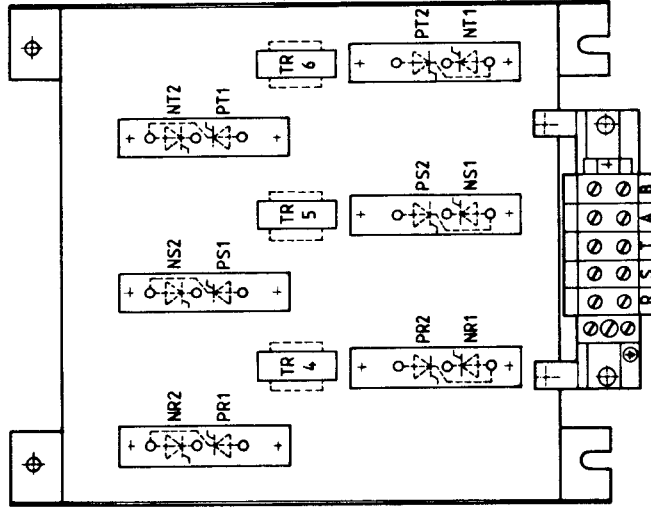 NR2 NS2 NT2
PR1 PS1 PT1
TR TR TR
4 5 6
PR2 PS2 PT2
NR1 NS1 NT1
R S T A B